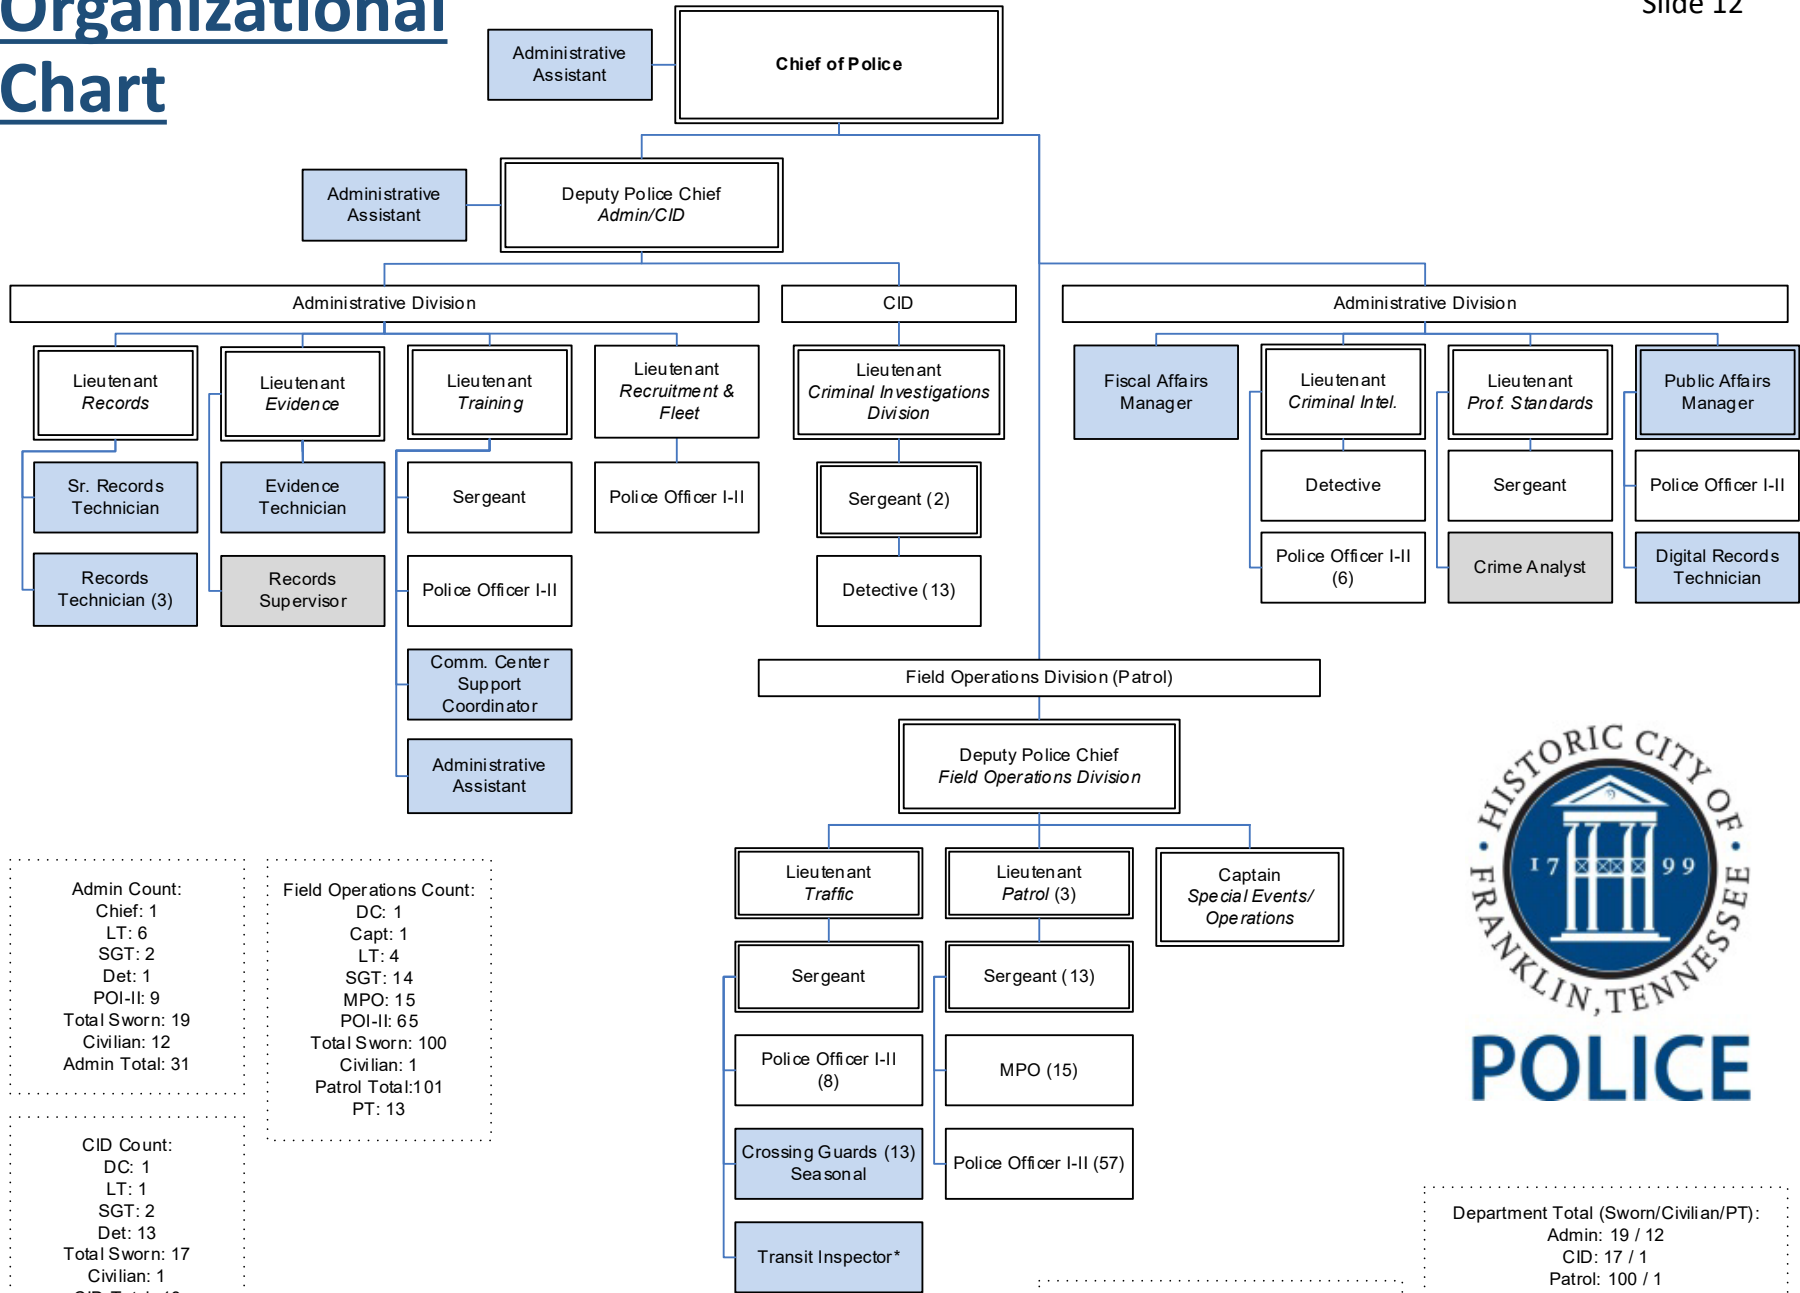 Organizational
Chart
Slide 12
Administrative
Assistant
Chief of Police
Administrative
Assistant
Deputy Police Chief
Admin/CID
Administrative Division
CID
Administrative Division
Lieutenant
Records
Lieutenant
Evidence
Lieutenant
Training
Lieutenant
Recruitment &
Fleet
Lieutenant
Criminal Investigations
Division
Fiscal Affairs
Manager
Lieutenant
Criminal Intel.
Lieutenant
Prof. Standards
Public Affairs
Manager
Sr. Records
Technician
Evidence
Technician
Sergeant
Police Officer I-II
Sergeant (2)
Detective
Sergeant
Police Officer I-II
Records
Technician (3)
Records
Supervisor
Police Officer I-II
Detective (13)
Police Officer I-II
(6)
Crime Analyst
Digital Records
Technician
Comm. Center
Support
Coordinator
Administrative
Assistant
Field Operations Division (Patrol)
Deputy Police Chief
Field Operations Division
Lieutenant
Traffic
Lieutenant
Patrol (3)
Captain
Special Events/
Operations
Sergeant
Sergeant (13)
Police Officer I-II
(8)
MPO (15)
Crossing Guards (13)
Seasonal
Police Officer I-II (57)
Transit Inspector*
Admin Count:
Chief: 1
LT: 6
SGT: 2
Det: 1
POI-II: 9
Total Sworn: 19
Civilian: 12
Admin Total: 31
Field Operations Count:
DC: 1
Capt: 1
LT: 4
SGT: 14
MPO: 15
POI-II: 65
Total Sworn: 100
Civilian: 1
Patrol Total:101
PT: 13
CID Count:
DC: 1
LT: 1
SGT: 2
Det: 13
Total Sworn: 17
Civilian: 1
HISTORIC CITY OF
FRANKLIN, TENNESSEE
17 99
POLICE
Department Total (Sworn/Civilian/PT):
Admin: 19 / 12
CID: 17 / 1
Patrol: 100 / 1